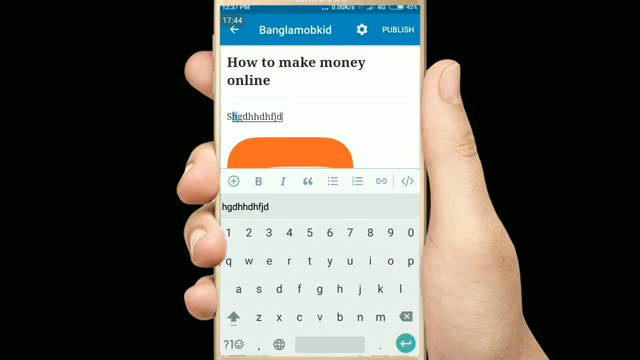 12:37 PM ... 0.00K/s 4G 42%
17:44
Banglamobkid PUBLISH
How to make money
online
Shgdhhdhfjd
B I
hgdhhdhfjd
1 2 3 4 5 6 7 8 9 0
q w e r t y u i o p
a s d f g h j k l
z x c v b n m
?1☺ , .